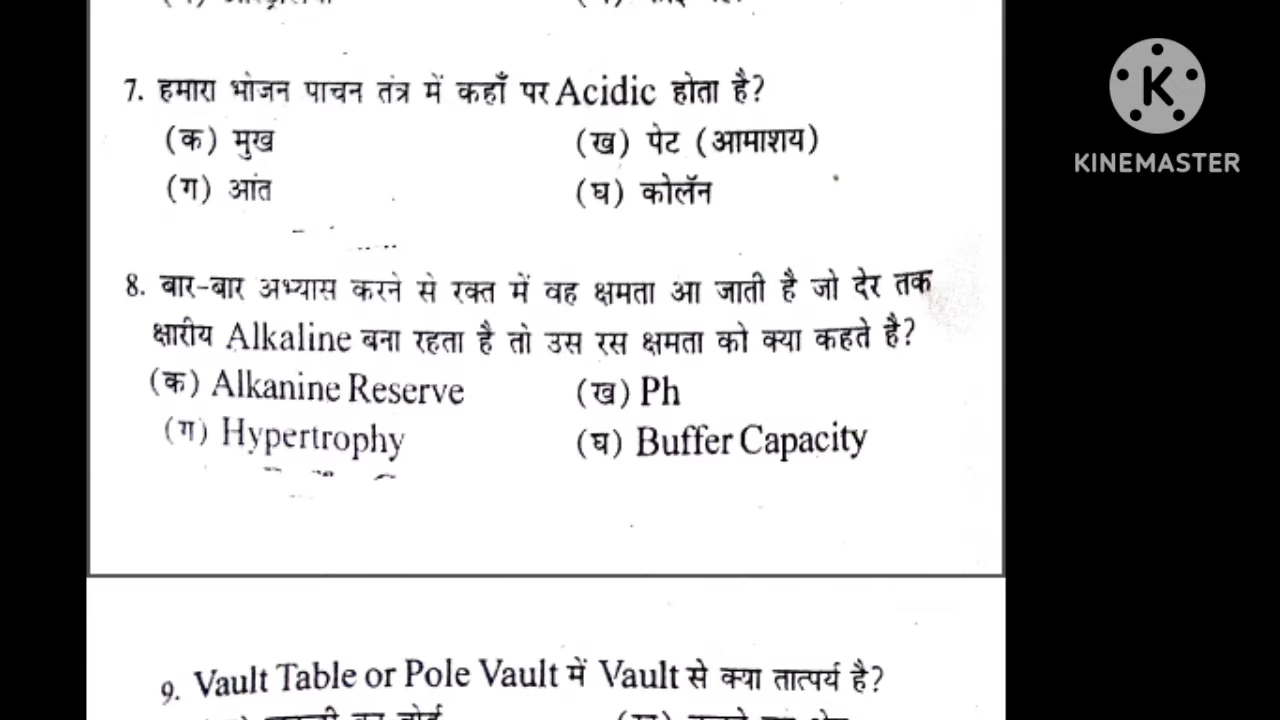 7. हमारा भोजन पाचन तंत्र में कहाँ पर Acidic होता है?
(क) मुख (ख) पेट (आमाशय)
(ग) आंत (घ) कोलॅन
8. बार-बार अभ्यास करने से रक्त में वह क्षमता आ जाती है जो देर तक
क्षारीय Alkaline बना रहता है तो उस रस क्षमता को क्या कहते है?
(क) Alkanine Reserve (ख) Ph
(ग) Hypertrophy (घ) Buffer Capacity
9. Vault Table or Pole Vault में Vault से क्या तात्पर्य है?
K
KINEMASTER